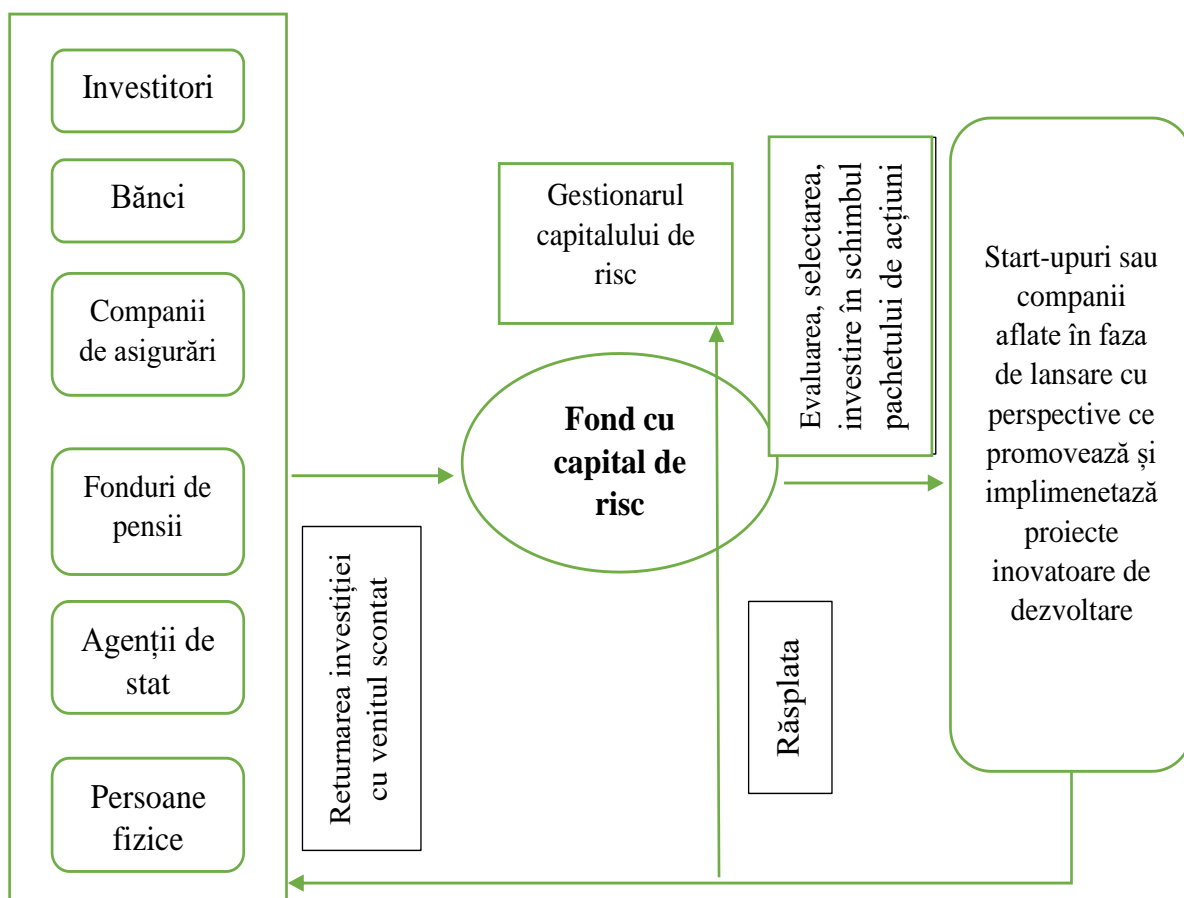 Investitori
Bănci
Companii
de asigurări
Fonduri de
pensii
Agenții de
stat
Persoane
fizice
Returnarea investiției
cu venitul scontat
Gestionarul
capitalului de
risc
Fond cu
capital de
risc
Evaluarea, selectarea,
investire în schimbul
pachetului de acțiuni
Răsplata
Start-upuri sau
companii
aflate în faza
de lansare cu
perspective ce
promovează și
implimenetază
proiecte
inovatoare de
dezvoltare